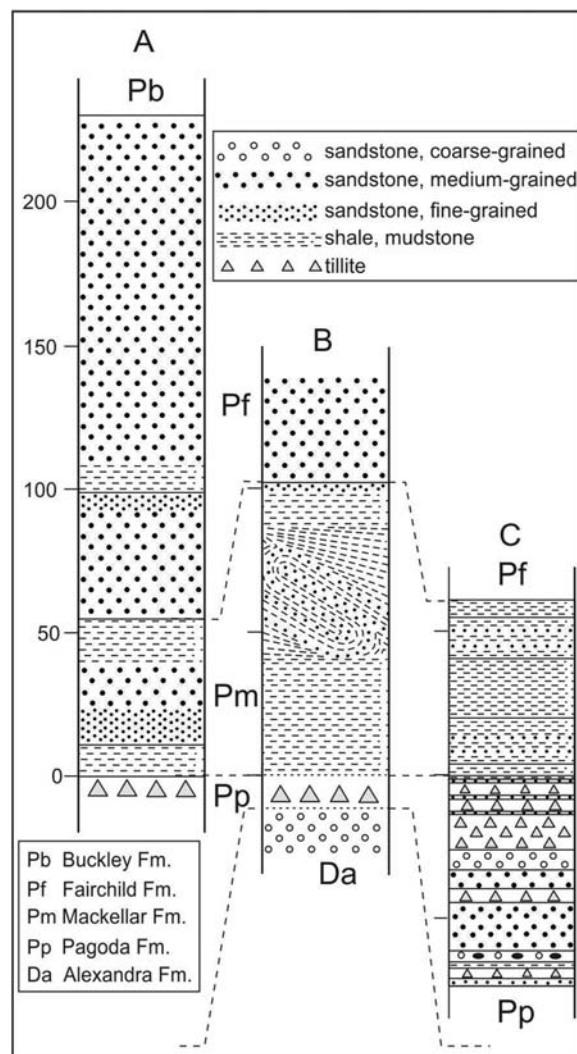 A
Pb
sandstone, coarse-grained
sandstone, medium-grained
sandstone, fine-grained
shale, mudstone
tillite
200
150
B
Pf
100
C
Pf
50
Pm
0
Pp
Da
Pb Buckley Fm.
Pf Fairchild Fm.
Pm Mackellar Fm.
Pp Pagoda Fm.
Da Alexandra Fm.
Pp